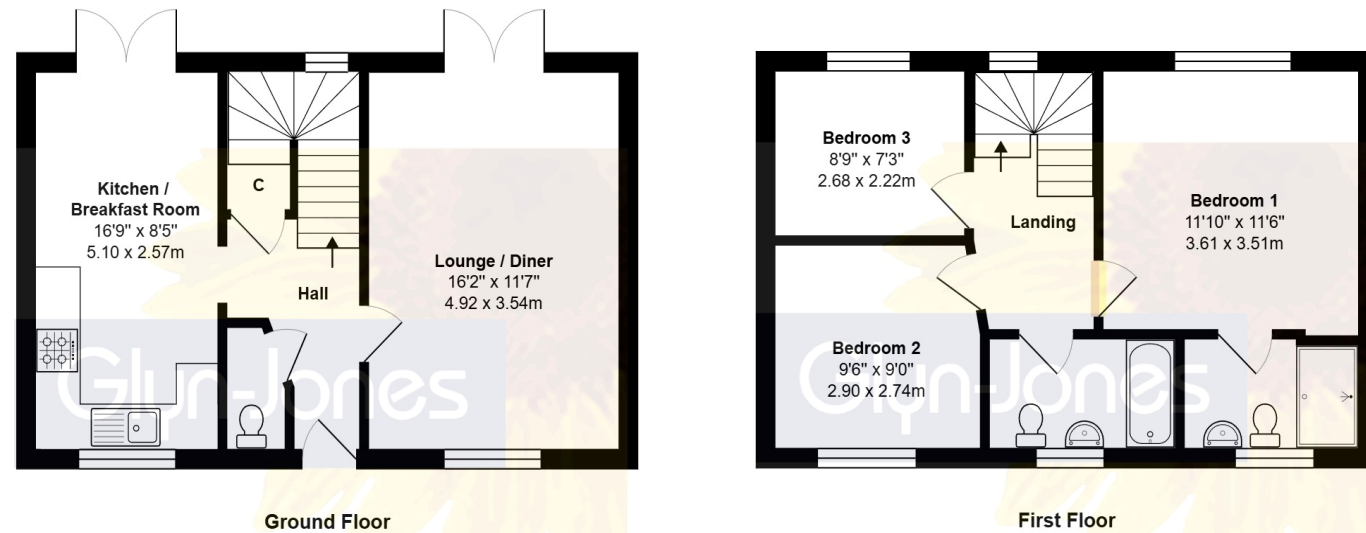 Kitchen /
Breakfast Room
16'9" x 8'5"
5.10 x 2.57m
C
Hall
Lounge / Diner
16'2" x 11'7"
4.92 x 3.54m
Glyn-Jones
Ground Floor
Bedroom 3
8'9" x 7'3"
2.68 x 2.22m
Landing
Bedroom 1
11'10" x 11'6"
3.61 x 3.51m
Bedroom 2
9'6" x 9'0"
2.90 x 2.74m
Glyn-Jones
First Floor